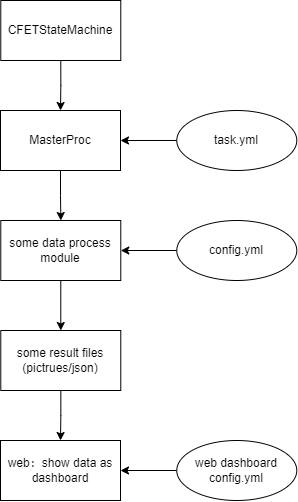 CFETStateMachine
MasterProc
task.yml
some data process
module
config.yml
some result files
(pictrues/json)
web：show data as
dashboard
web dashboard
config.yml